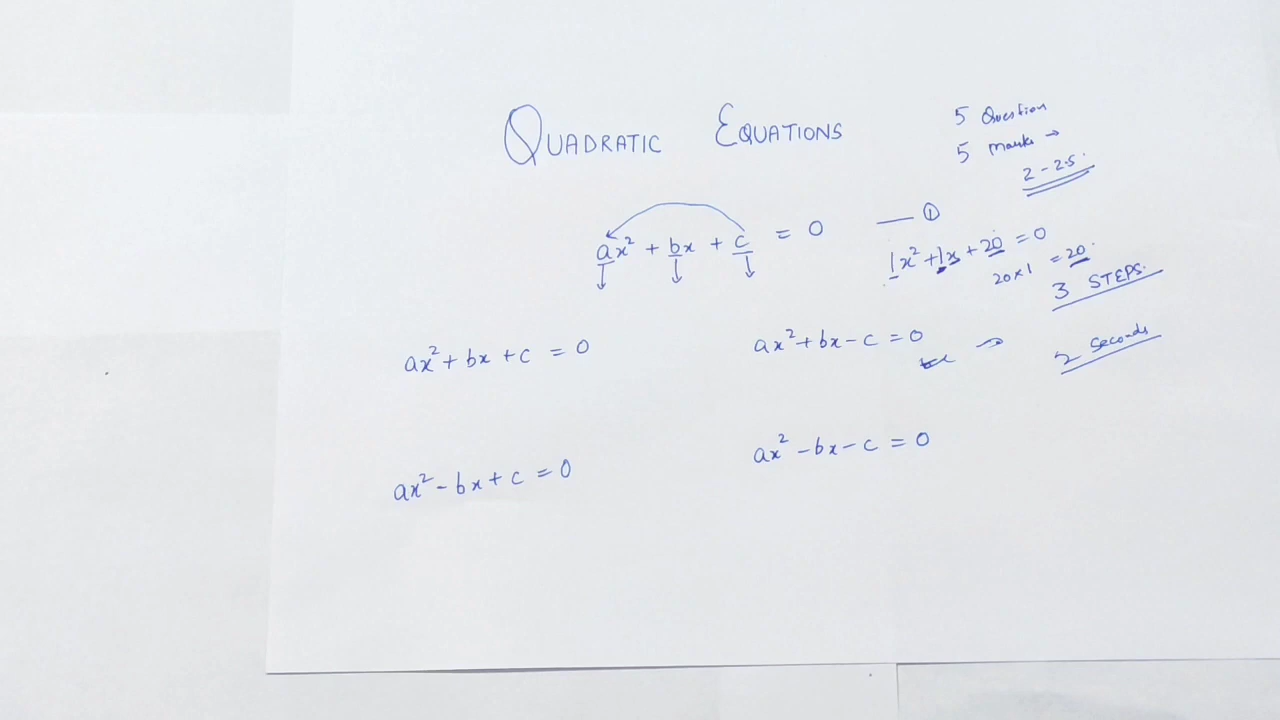 QUADRATIC EQUATIONS
5 Question
5 marks →
2 - 2.5.
ax² + bx + c = 0 — ①
1x² + 1x + 20 = 0
20 x 1 = 20.
3 STEPS.
ax² + bx + c = 0
ax² + bx - c = 0
2 seconds
ax² - bx + c = 0
ax² - bx - c = 0